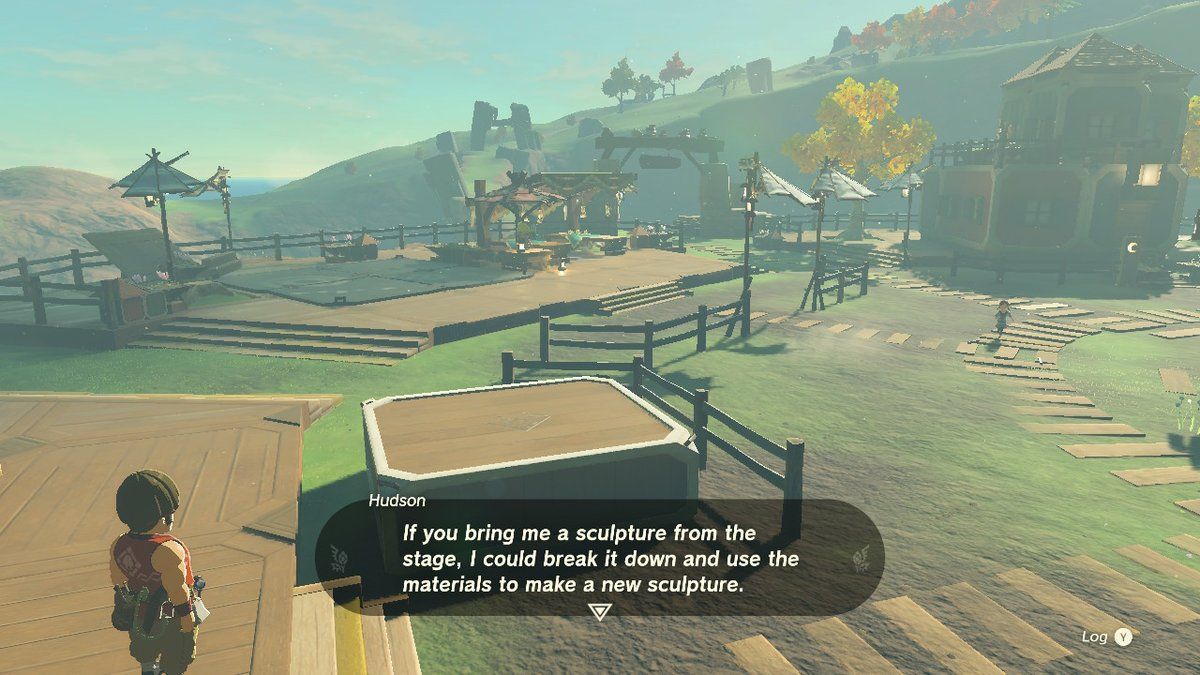 Hudson
If you bring me a sculpture from the
stage, I could break it down and use the
materials to make a new sculpture.
Log Y